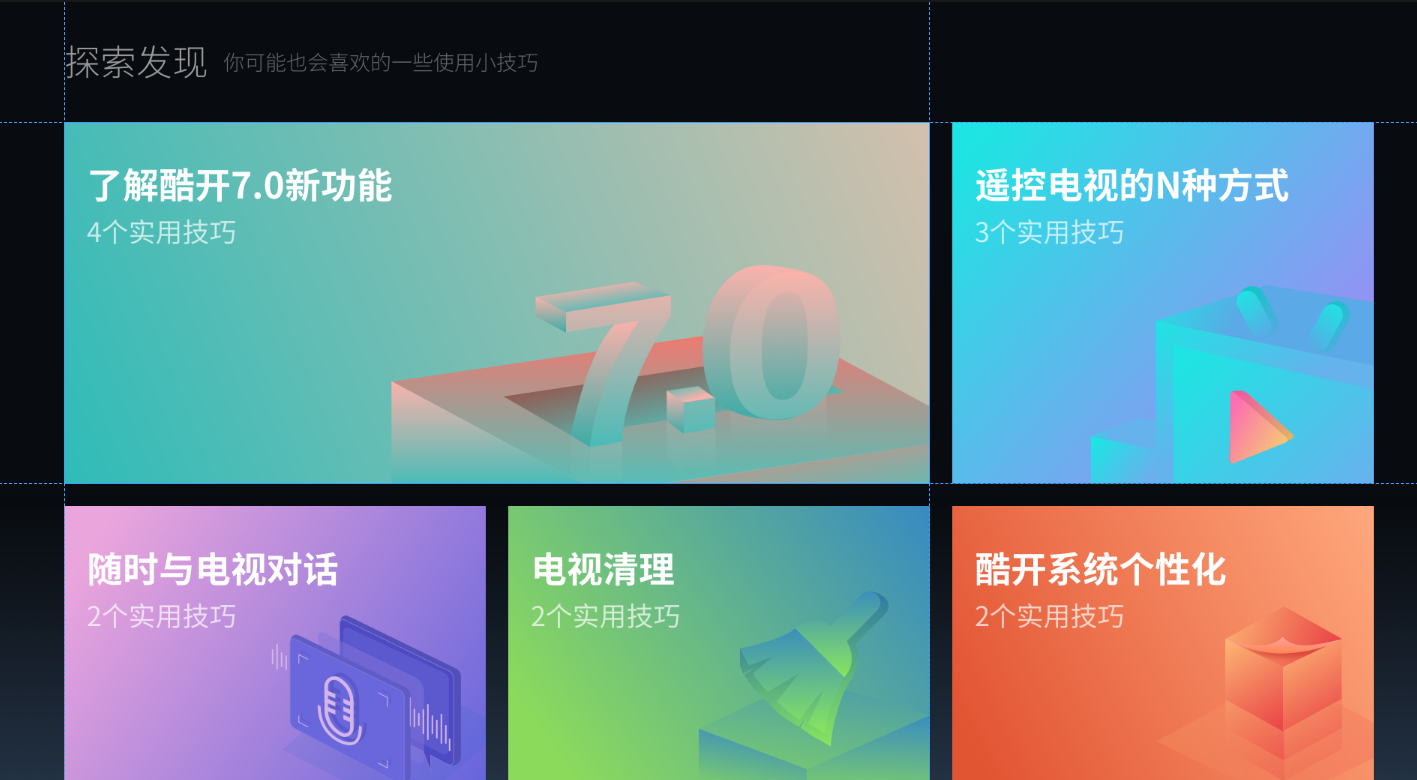 探索发现 你可能也会喜欢的一些使用小技巧
了解酷开7.0新功能
4个实用技巧
7.0
遥控电视的N种方式
3个实用技巧
随时与电视对话
2个实用技巧
电视清理
2个实用技巧
酷开系统个性化
2个实用技巧